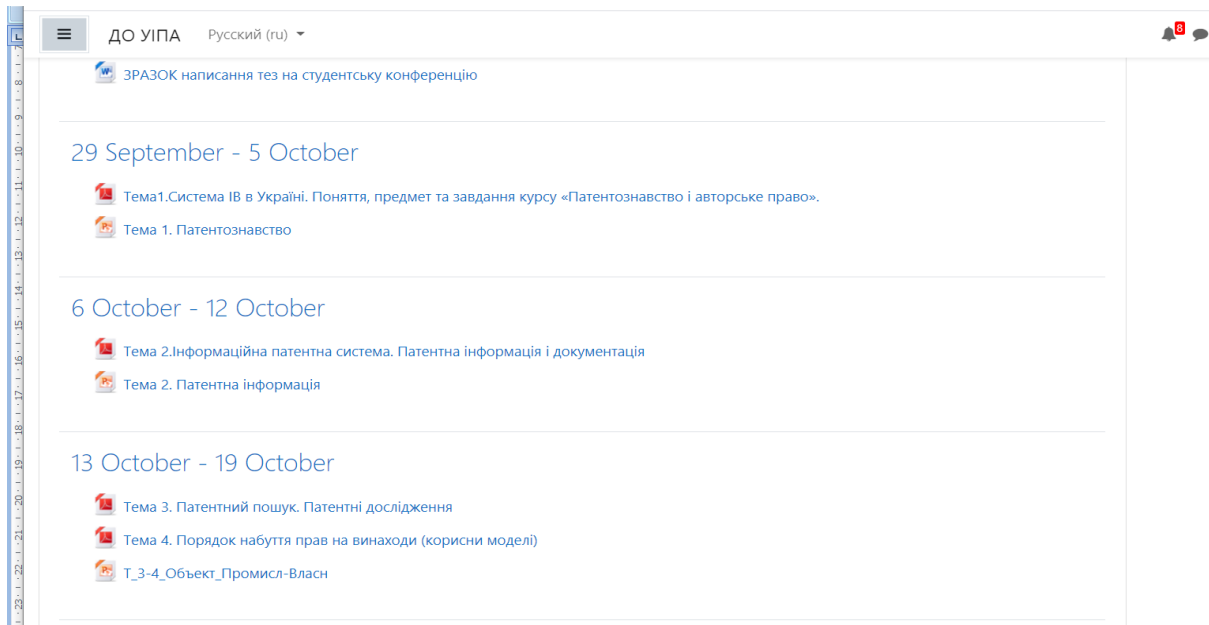 ДО УІПА Русский (ru)
8
ЗРАЗОК написання тез на студентську конференцію
29 September - 5 October
Тема1.Система ІВ в Україні. Поняття, предмет та завдання курсу «Патентознавство і авторське право».
Тема 1. Патентознавство
6 October - 12 October
Тема 2.Інформаційна патентна система. Патентна інформація і документація
Тема 2. Патентна інформація
13 October - 19 October
Тема 3. Патентний пошук. Патентні дослідження
Тема 4. Порядок набуття прав на винаходи (корисни моделі)
Т_3-4_Объект_Промисл-Власн